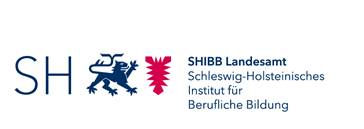 SH
SHIBB Landesamt
Schleswig-Holsteinisches
Institut für
Berufliche Bildung